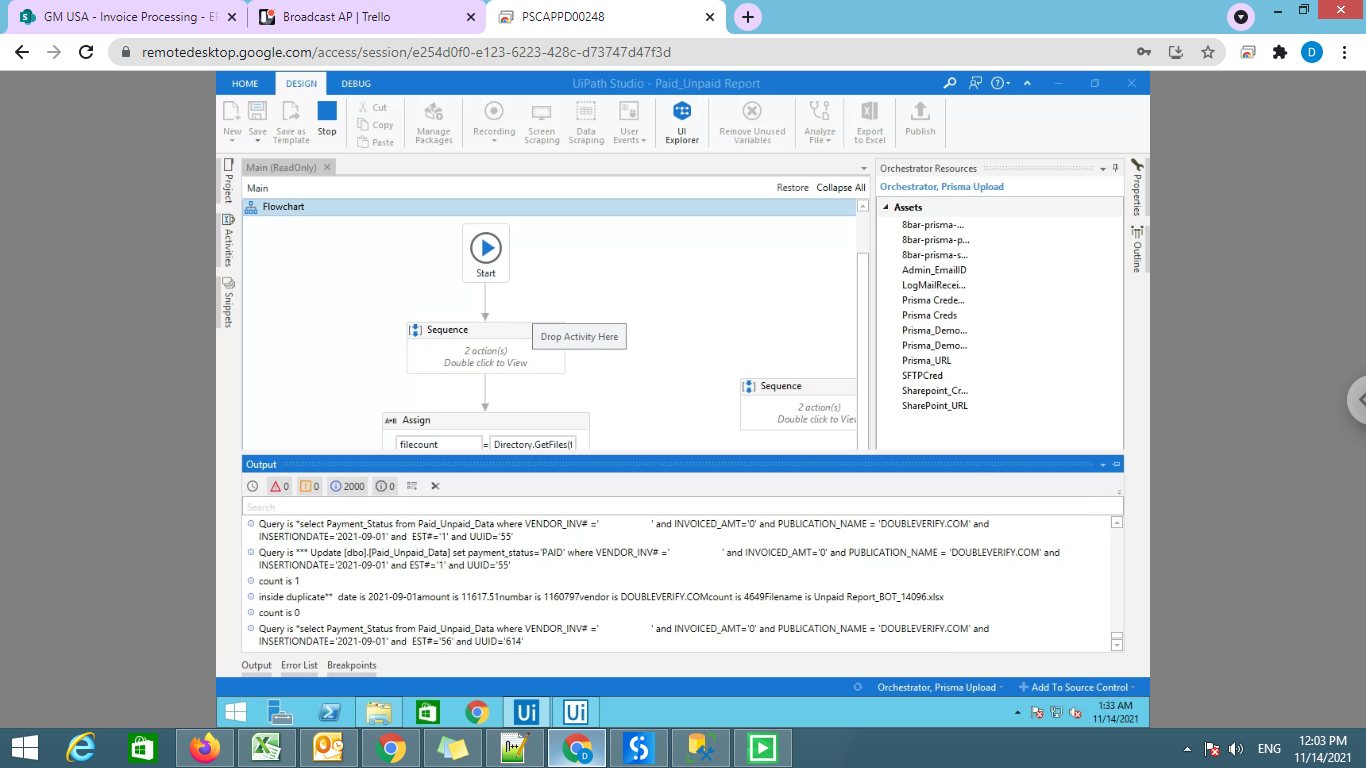 GM USA - Invoice Processing - EF
Broadcast AP | Trello
PSCAPPD00248
remotedesktop.google.com/access/session/e254d0f0-e123-6223-428c-d73747d47f3d
D
HOME
DESIGN
DEBUG
UiPath Studio - Paid_Unpaid Report
New
Save
Save as Template
Stop
Cut
Copy
Paste
Manage Packages
Recording
Screen Scraping
Data Scraping
User Events
UI Explorer
Remove Unused Variables
Analyze File
Export to Excel
Publish
Project
Activities
Snippets
Main (ReadOnly)
Main
Restore
Collapse All
Flowchart
Start
Sequence
2 action(s)
Double click to View
Drop Activity Here
Assign
filecount
=
Directory.GetFiles(f
Sequence
2 action(s)
Double click to View
Orchestrator Resources
Orchestrator, Prisma Upload
Assets
8bar-prisma-...
8bar-prisma-p...
8bar-prisma-s...
Admin_EmailID
LogMailRecei...
Prisma Crede...
Prisma Creds
Prisma_Demo...
Prisma_Demo...
Prisma_URL
SFTPCred
Sharepoint_Cr...
SharePoint_URL
Properties
Outline
Output
0
0
2000
0
Search
Query is *select Payment_Status from Paid_Unpaid_Data where VENDOR_INV# =' ' and INVOICED_AMT='0' and PUBLICATION_NAME = 'DOUBLEVERIFY.COM' and
INSERTIONDATE='2021-09-01' and EST#='1' and UUID='55'
Query is *** Update [dbo].[Paid_Unpaid_Data] set payment_status='PAID' where VENDOR_INV# =' ' and INVOICED_AMT='0' and PUBLICATION_NAME = 'DOUBLEVERIFY.COM' and
INSERTIONDATE='2021-09-01' and EST#='1' and UUID='55'
count is 1
inside duplicate** date is 2021-09-01amount is 11617.51numbar is 1160797vendor is DOUBLEVERIFY.COMcount is 4649Filename is Unpaid Report_BOT_14096.xlsx
count is 0
Query is *select Payment_Status from Paid_Unpaid_Data where VENDOR_INV# =' ' and INVOICED_AMT='0' and PUBLICATION_NAME = 'DOUBLEVERIFY.COM' and
INSERTIONDATE='2021-09-01' and EST#='56' and UUID='614'
Output
Error List
Breakpoints
Orchestrator, Prisma Upload
Add To Source Control
Ui
Ui
1:33 AM
11/14/2021
D
ENG
12:03 PM
11/14/2021